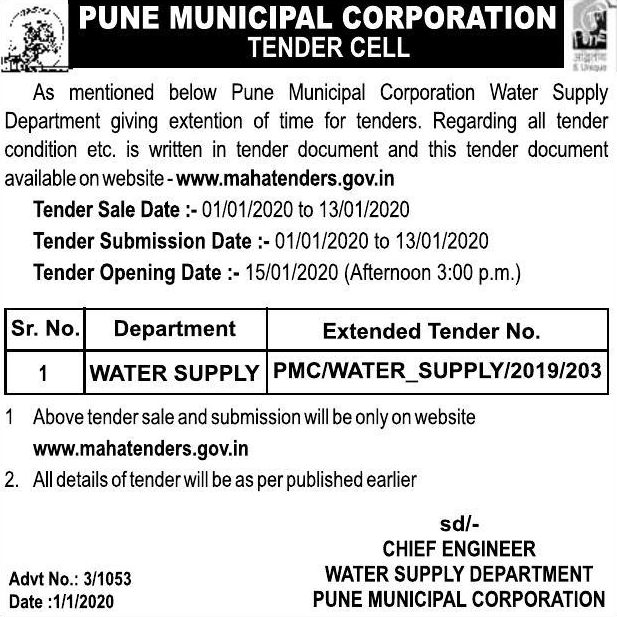 PUNE MUNICIPAL CORPORATION
TENDER CELL
As mentioned below Pune Municipal Corporation Water Supply
Department giving extention of time for tenders. Regarding all tender
condition etc. is written in tender document and this tender document
available on website - www.mahatenders.gov.in
Tender Sale Date :- 01/01/2020 to 13/01/2020
Tender Submission Date :- 01/01/2020 to 13/01/2020
Tender Opening Date :- 15/01/2020 (Afternoon 3:00 p.m.)
Sr. No. Department Extended Tender No.
1 WATER SUPPLY PMC/WATER_SUPPLY/2019/203
1 Above tender sale and submission will be only on website
www.mahatenders.gov.in
2. All details of tender will be as per published earlier
sd/-
CHIEF ENGINEER
WATER SUPPLY DEPARTMENT
PUNE MUNICIPAL CORPORATION
Advt No.: 3/1053
Date :1/1/2020